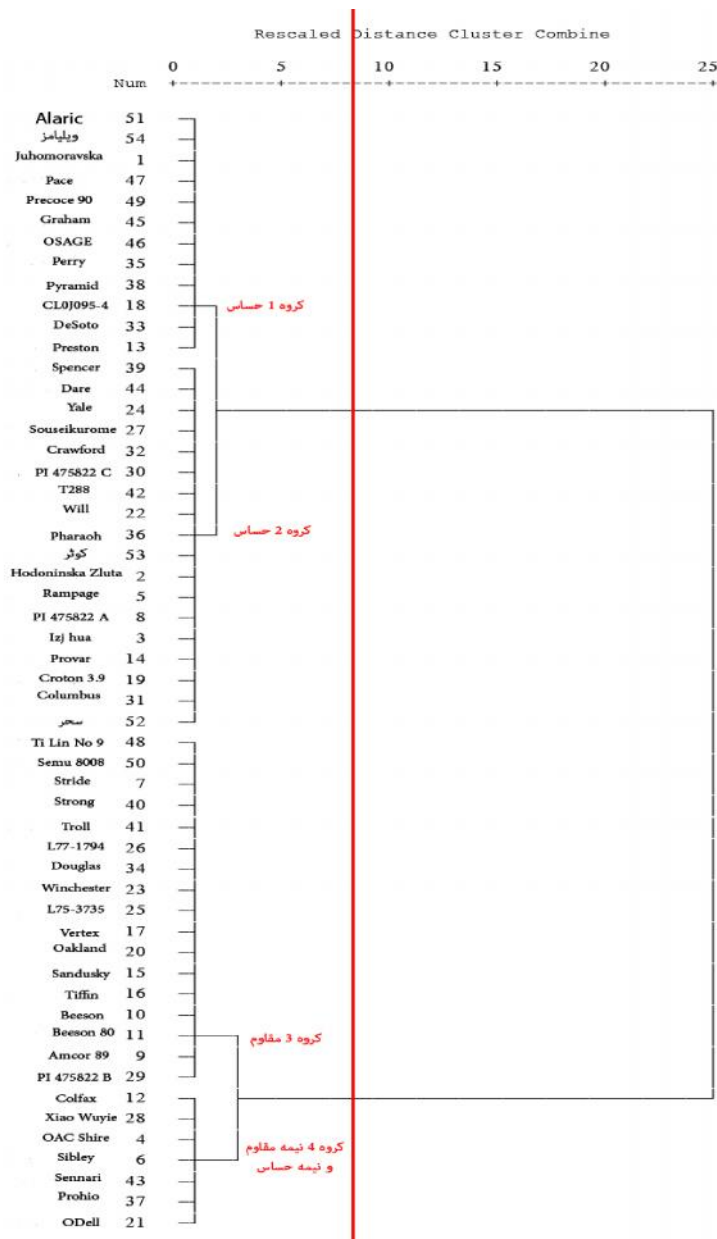 Rescaled Distance Cluster Combine
0 5 10 15 20 25
Num
Alaric 51
ویلیامز 54
Juhomoravska 1
Pace 47
Precoce 90 49
Graham 45
OSAGE 46
Perry 35
Pyramid 38
CL0J095-4 18 کروه 1 حساس
DeSoto 33
Preston 13
Spencer 39
Dare 44
Yale 24
Souseikurome 27
Crawford 32
PI 475822 C 30
T288 42
Will 22
Pharaoh 36 کروه 2 حساس
کوثر 53
Hodoninska Zluta 2
Rampage 5
PI 475822 A 8
Izj hua 3
Provar 14
Croton 3.9 19
Columbus 31
سحر 52
Ti Lin No 9 48
Semu 8008 50
Stride 7
Strong 40
Troll 41
L77-1794 26
Douglas 34
Winchester 23
L75-3735 25
Vertex 17
Oakland 20
Sandusky 15
Tiffin 16
Beeson 10
Beeson 80 11 کروه 3 مقاوم
Amcor 89 9
PI 475822 B 29
Colfax 12
Xiao Wuyie 28
OAC Shire 4 کروه 4 نیمه مقاوم
Sibley 6 و نیمه حساس
Sennari 43
Prohio 37
ODell 21